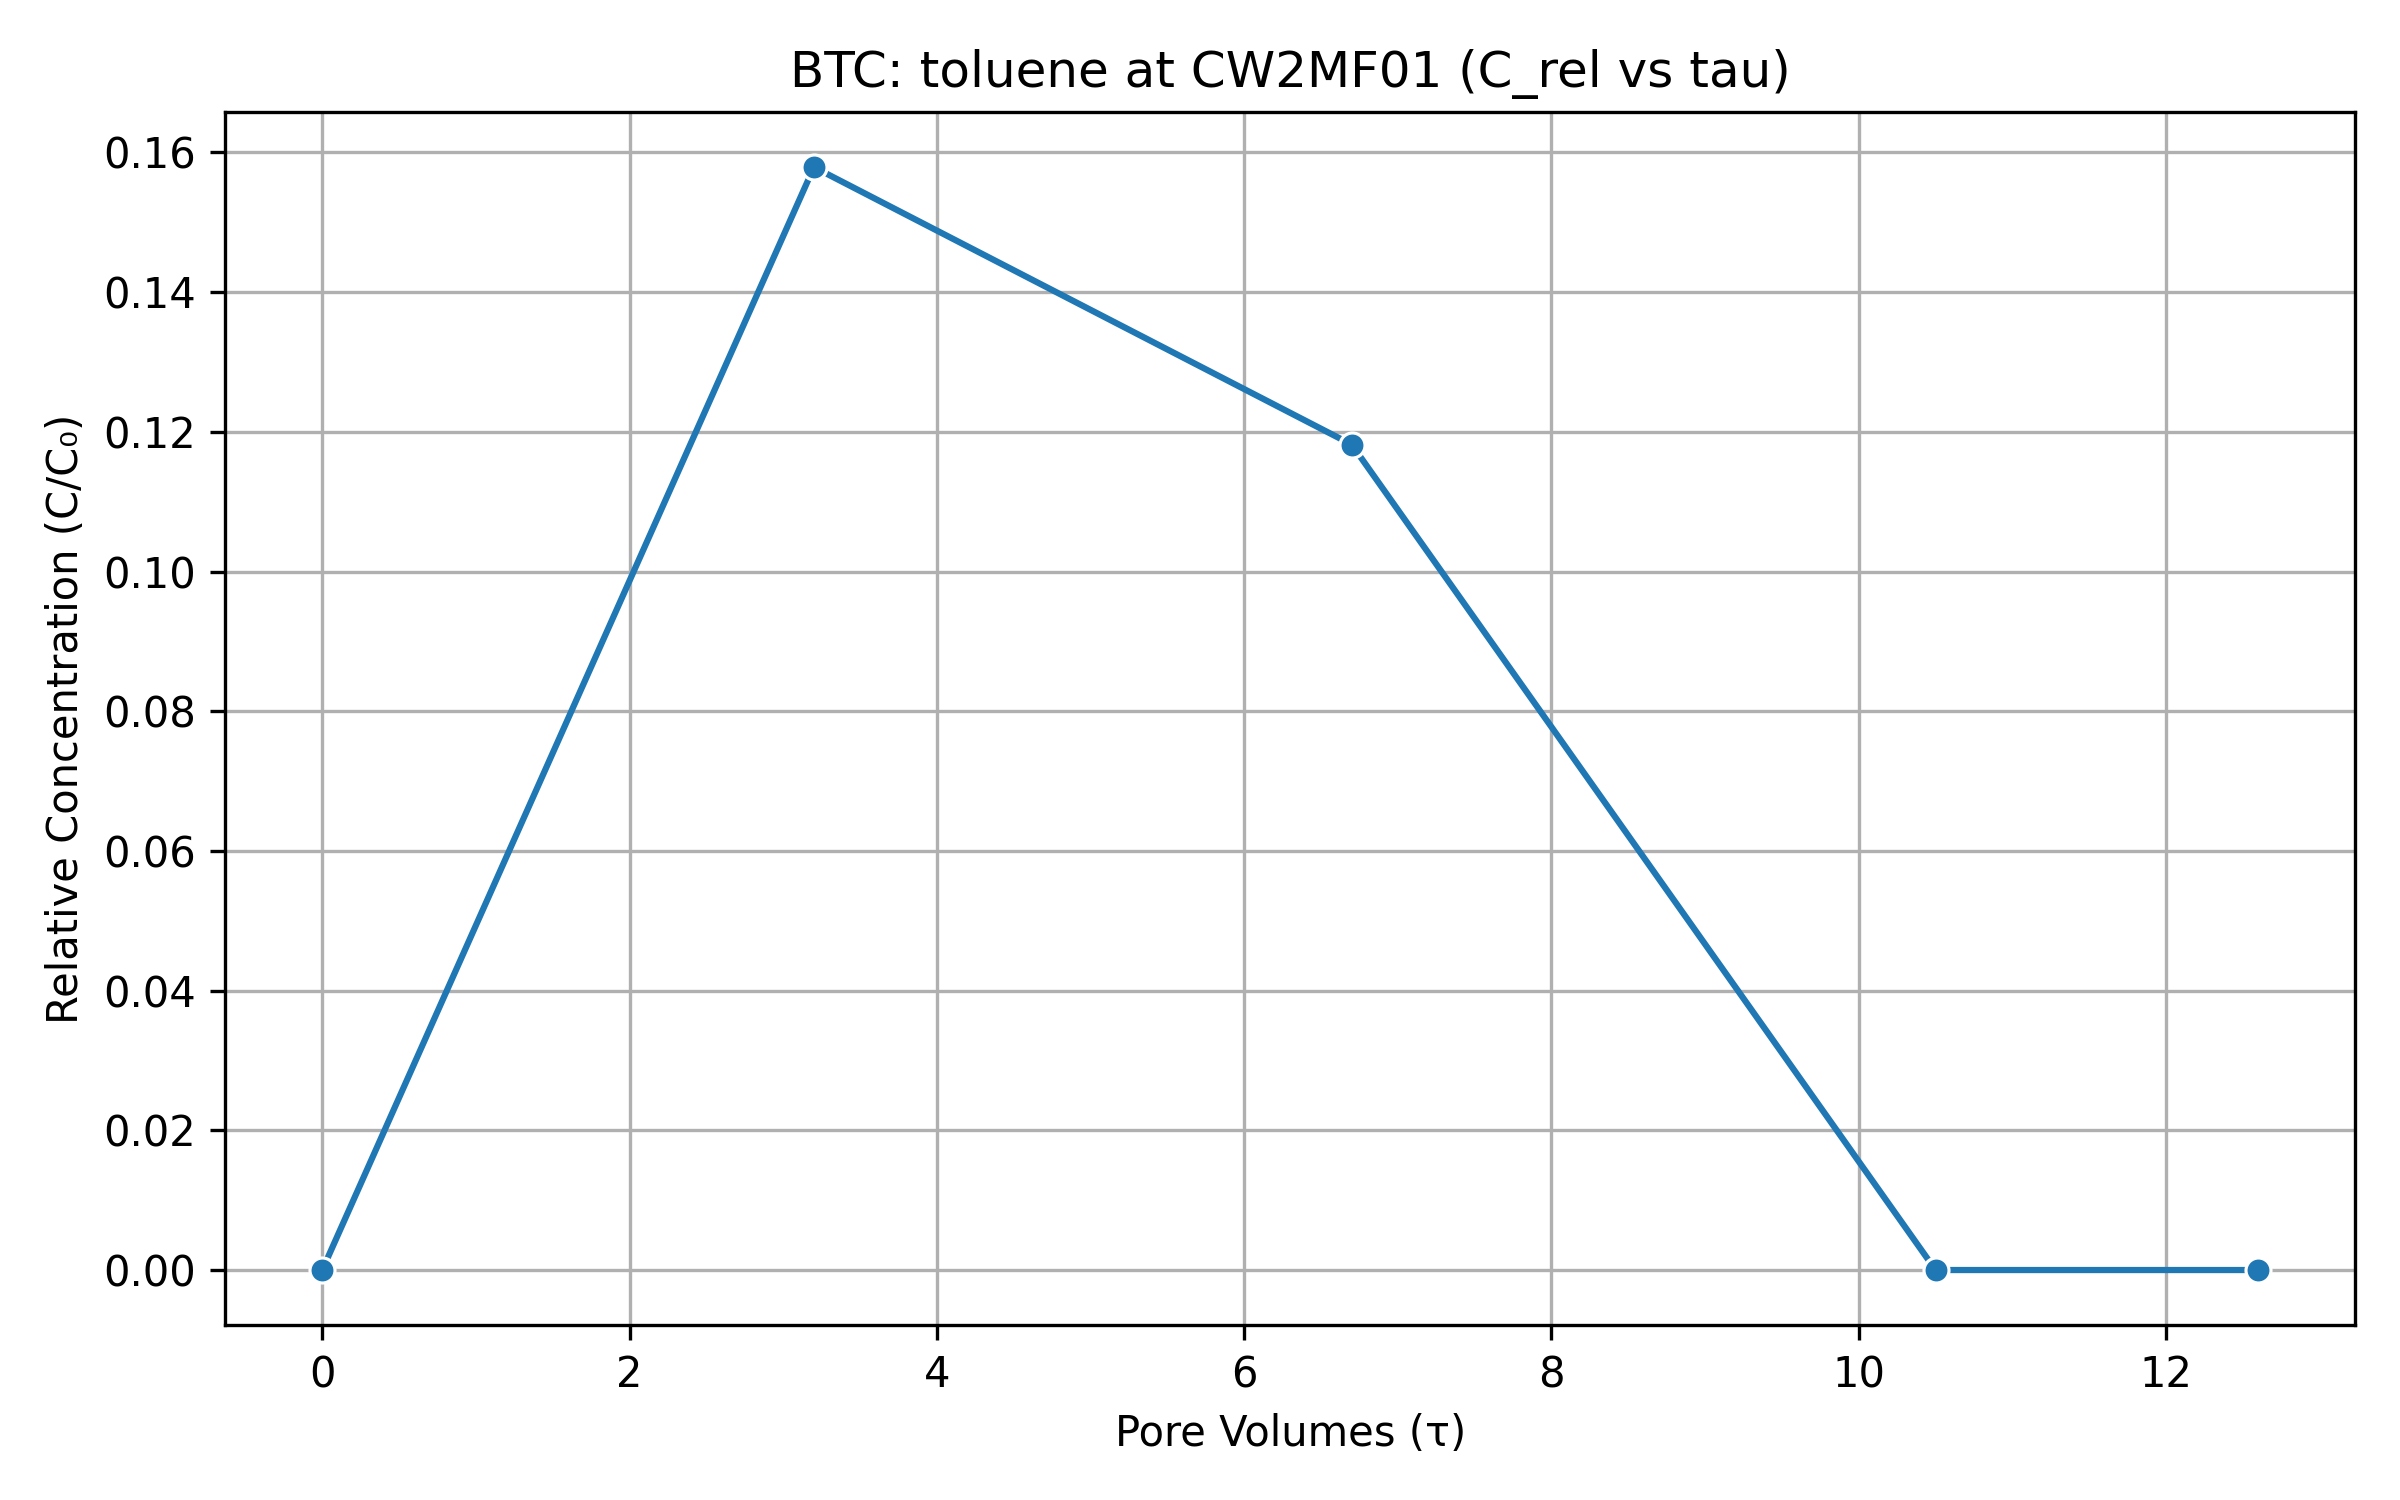 BTC: toluene at CW2MF01 (C_rel vs tau)
Relative Concentration (C/C₀)
0.16
0.14
0.12
0.10
0.08
0.06
0.04
0.02
0.00
0 2 4 6 8 10 12
Pore Volumes (τ)